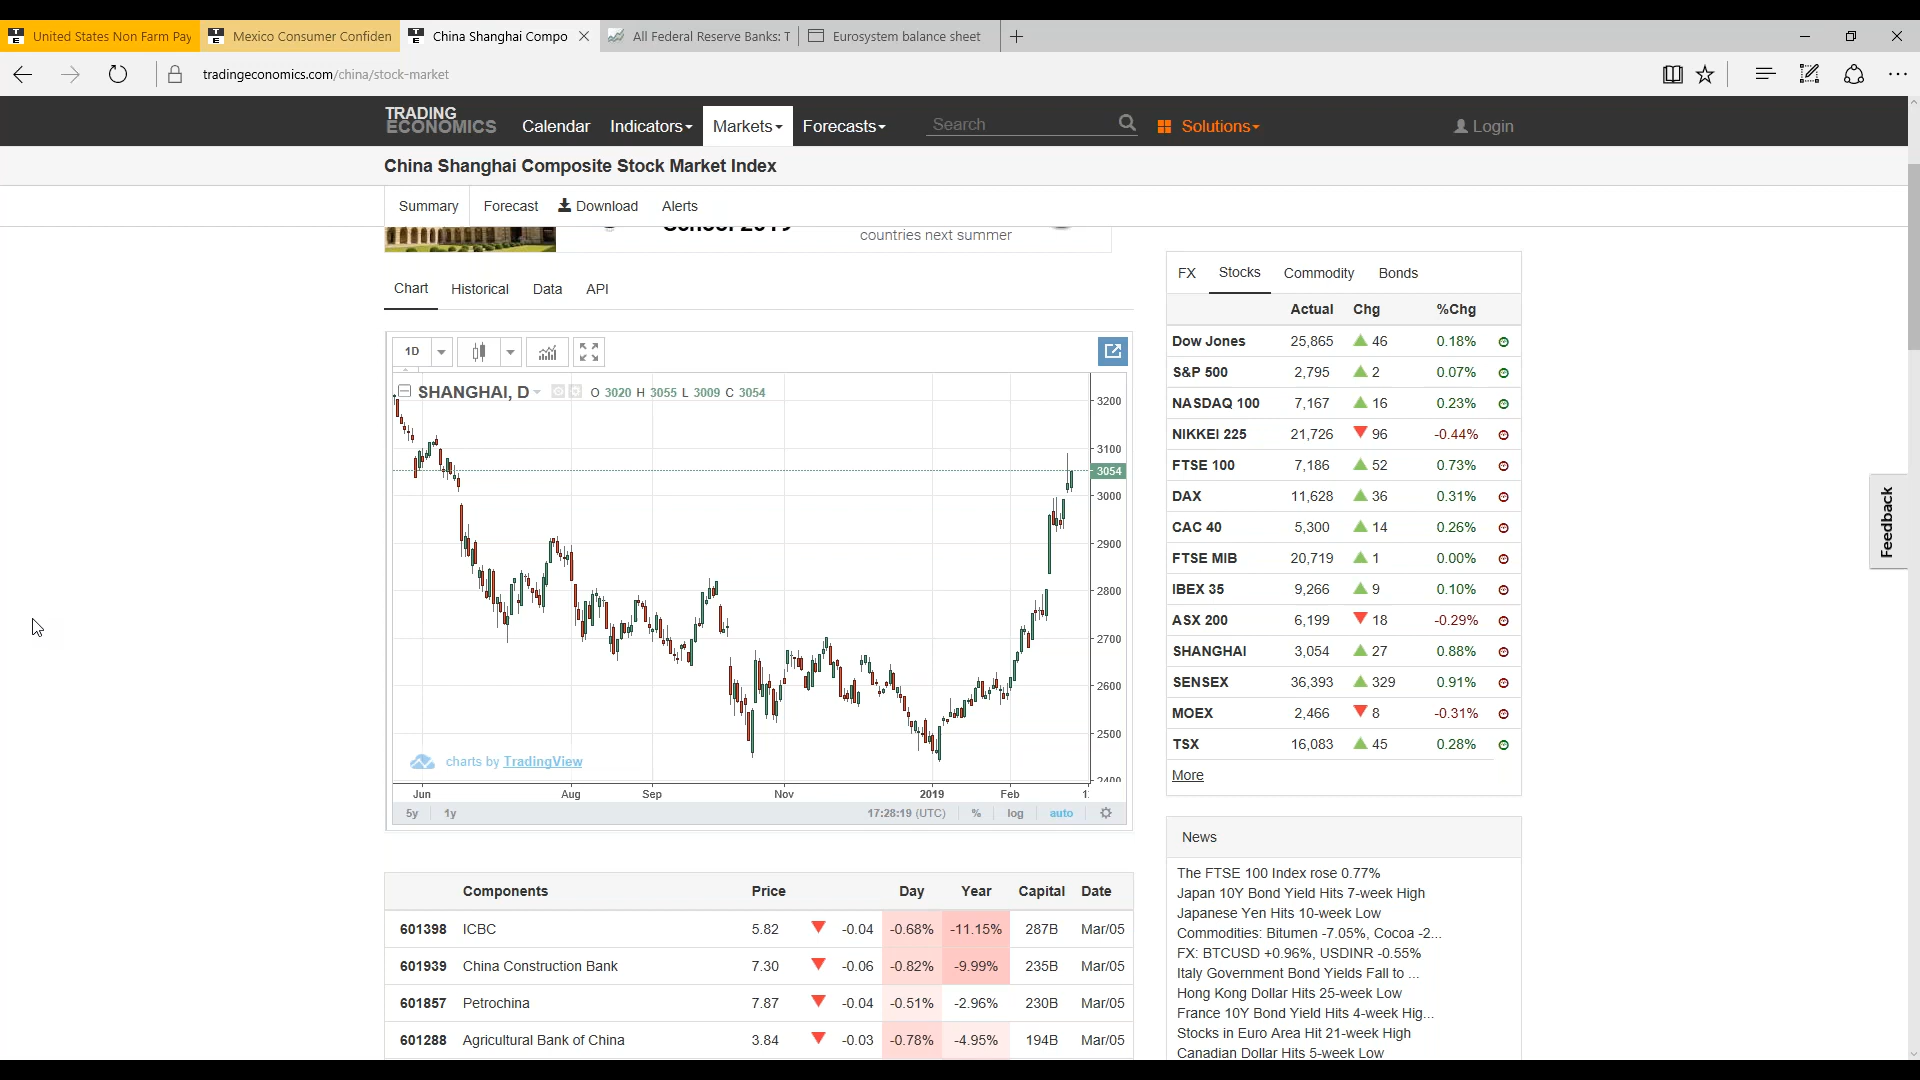 United States Non Farm Pay
Mexico Consumer Confiden
China Shanghai Compo
All Federal Reserve Banks: T
Eurosystem balance sheet
tradingeconomics.com/china/stock-market
TRADING
ECONOMICS
Calendar Indicators Markets Forecasts Search Solutions Login
China Shanghai Composite Stock Market Index
Summary Forecast Download Alerts
countries next summer
Chart Historical Data API
1D
SHANGHAI, D O 3020 H 3055 L 3009 C 3054
3200
3100
3054
3000
2900
2800
2700
2600
2500
2400
charts by TradingView
Jun Aug Sep Nov 2019 Feb
5y 1y 17:28:19 (UTC) % log auto
Components Price Day Year Capital Date
601398 ICBC 5.82 -0.04 -0.68% -11.15% 287B Mar/05
601939 China Construction Bank 7.30 -0.06 -0.82% -9.99% 235B Mar/05
601857 Petrochina 7.87 -0.04 -0.51% -2.96% 230B Mar/05
601288 Agricultural Bank of China 3.84 -0.03 -0.78% -4.95% 194B Mar/05
FX Stocks Commodity Bonds
Actual Chg %Chg
Dow Jones 25,865 46 0.18%
S&P 500 2,795 2 0.07%
NASDAQ 100 7,167 16 0.23%
NIKKEI 225 21,726 96 -0.44%
FTSE 100 7,186 52 0.73%
DAX 11,628 36 0.31%
CAC 40 5,300 14 0.26%
FTSE MIB 20,719 1 0.00%
IBEX 35 9,266 9 0.10%
ASX 200 6,199 18 -0.29%
SHANGHAI 3,054 27 0.88%
SENSEX 36,393 329 0.91%
MOEX 2,466 8 -0.31%
TSX 16,083 45 0.28%
More
News
The FTSE 100 Index rose 0.77%
Japan 10Y Bond Yield Hits 7-week High
Japanese Yen Hits 10-week Low
Commodities: Bitumen -7.05%, Cocoa -2...
FX: BTCUSD +0.96%, USDINR -0.55%
Italy Government Bond Yields Fall to ...
Hong Kong Dollar Hits 25-week Low
France 10Y Bond Yield Hits 4-week Hig...
Stocks in Euro Area Hit 21-week High
Canadian Dollar Hits 5-week Low
Feedback